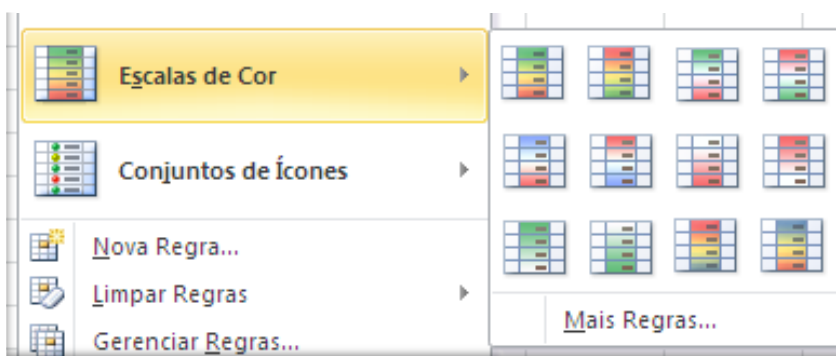 Escalas de Cor
Conjuntos de Ícones
Nova Regra...
Limpar Regras
Gerenciar Regras...
Mais Regras...